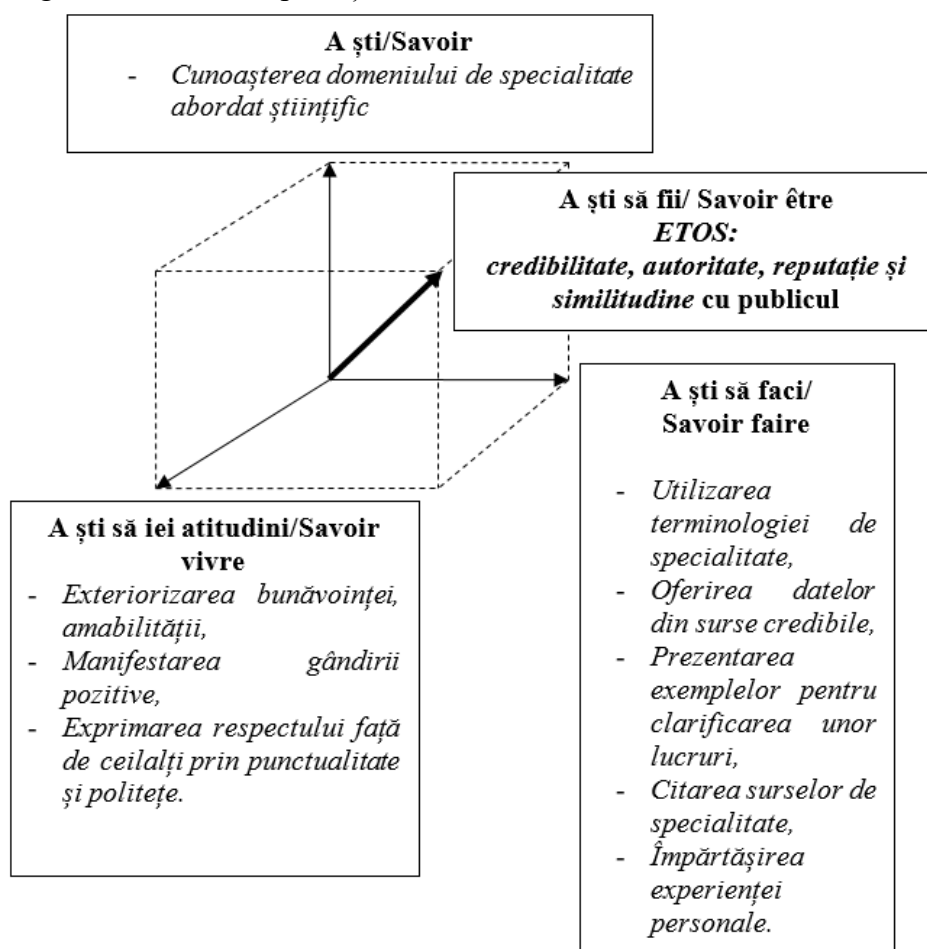 A ști/Savoir
- Cunoașterea domeniului de specialitate
abordat științific
A ști să fii/ Savoir être
ETOS:
credibilitate, autoritate, reputație și
similitudine cu publicul
A ști să faci/
Savoir faire
- Utilizarea
terminologiei de
specialitate,
- Oferirea datelor
din surse credibile,
- Prezentarea
exemplelor pentru
clarificarea unor
lucruri,
- Citarea surselor de
specialitate,
- Împărtășirea
experienței
personale.
A ști să iei atitudini/Savoir
vivre
- Exteriorizarea bunăvoinței,
amabilității,
- Manifestarea gândirii
pozitive,
- Exprimarea respectului față
de ceilalți prin punctualitate
și politețe.